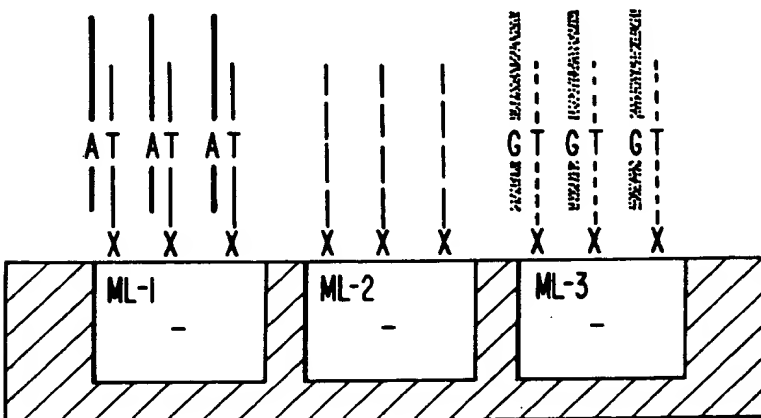 A T A T A T G T G T G T
X X X X X X X X X
ML-1 ML-2 ML-3
- - -